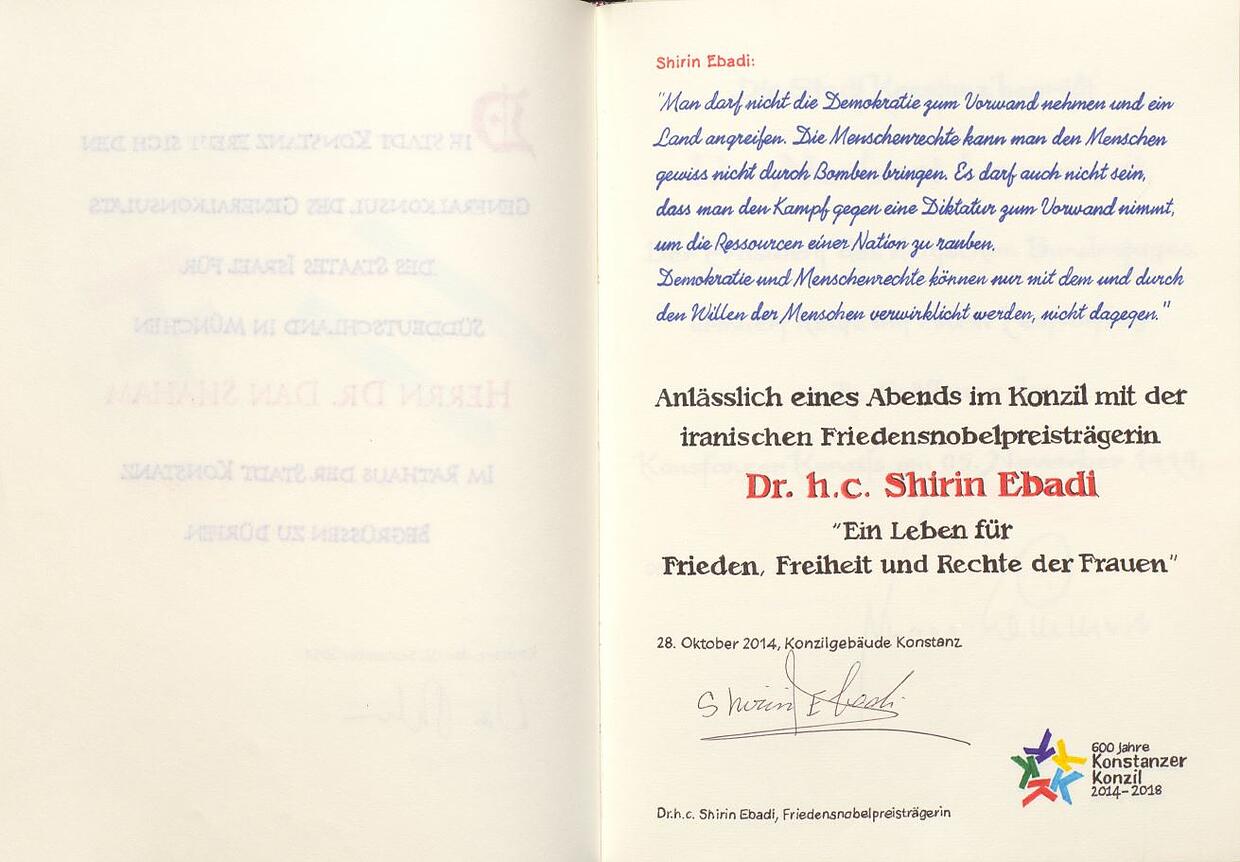 Shirin Ebadi:
"Man darf nicht die Demokratie zum Vorwand nehmen und ein
Land angreifen. Die Menschenrechte kann man den Menschen
gewiss nicht durch Bomben bringen. Es darf auch nicht sein,
dass man den Kampf gegen eine Diktatur zum Vorwand nimmt,
um die Ressourcen einer Nation zu rauben.
Demokratie und Menschenrechte können nur mit dem und durch
den Willen der Menschen verwirklicht werden, nicht dagegen."
Anlässlich eines Abends im Konzil mit der
iranischen Friedensnobelpreisträgerin
Dr. h.c. Shirin Ebadi
"Ein Leben für
Frieden, Freiheit und Rechte der Frauen"
28. Oktober 2014, Konzilgebäude Konstanz
Shirin Ebadi
600 Jahre
Konstanzer
Konzil
2014-2018
Dr.h.c. Shirin Ebadi, Friedensnobelpreisträgerin